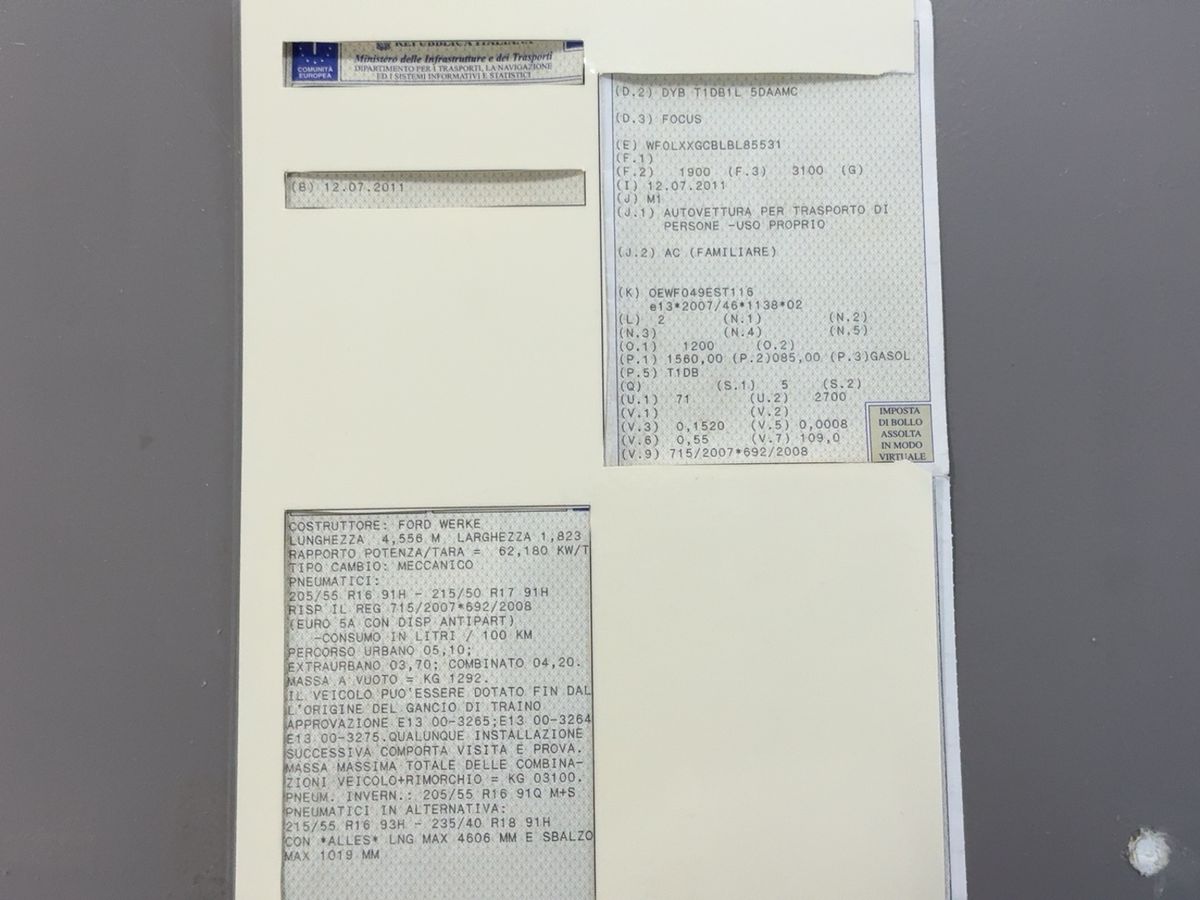 REPUBBLICA ITALIANA
COMUNITÀ
EUROPEA
Ministero delle Infrastrutture e dei Trasporti
DIPARTIMENTO PER I TRASPORTI, LA NAVIGAZIONE
ED I SISTEMI INFORMATIVI E STATISTICI
(B) 12.07.2011
COSTRUTTORE: FORD WERKE
LUNGHEZZA 4,556 M LARGHEZZA 1,823
RAPPORTO POTENZA/TARA = 62,180 KW/T
TIPO CAMBIO: MECCANICO
PNEUMATICI:
205/55 R16 91H - 215/50 R17 91H
RISP IL REG 715/2007*692/2008
(EURO 5A CON DISP ANTIPART)
-CONSUMO IN LITRI / 100 KM
PERCORSO URBANO 05,10;
EXTRAURBANO 03,70; COMBINATO 04,20.
MASSA A VUOTO = KG 1292.
IL VEICOLO PUO'ESSERE DOTATO FIN DAL
L'ORIGINE DEL GANCIO DI TRAINO
APPROVAZIONE E13 00-3265;E13 00-3264
E13 00-3275.QUALUNQUE INSTALLAZIONE
SUCCESSIVA COMPORTA VISITA E PROVA.
MASSA MASSIMA TOTALE DELLE COMBINA-
ZIONI VEICOLO+RIMORCHIO = KG 03100.
PNEUM. INVERN.: 205/55 R16 91Q M+S
PNEUMATICI IN ALTERNATIVA:
215/55 R16 93H - 235/40 R18 91H
CON *ALLES* LNG MAX 4606 MM E SBALZO
MAX 1019 MM
(D.2) DYB T1DB1L 5DAAMC
(D.3) FOCUS
(E) WF0LXXGCBLBL85531
(F.1)
(F.2) 1900 (F.3) 3100 (G)
(I) 12.07.2011
(J) M1
(J.1) AUTOVETTURA PER TRASPORTO DI
PERSONE -USO PROPRIO
(J.2) AC (FAMILIARE)
(K) OEWF049EST116
e13*2007/46*1138*02
(L) 2 (N.1) (N.2)
(N.3) (N.4) (N.5)
(O.1) 1200 (O.2)
(P.1) 1560,00 (P.2)085,00 (P.3)GASOL
(P.5) T1DB
(Q) (S.1) 5 (S.2)
(U.1) 71 (U.2) 2700
(V.1) (V.2)
(V.3) 0,1520 (V.5) 0,0008
(V.6) 0,55 (V.7) 109,0
(V.9) 715/2007*692/2008
IMPOSTA
DI BOLLO
ASSOLTA
IN MODO
VIRTUALE